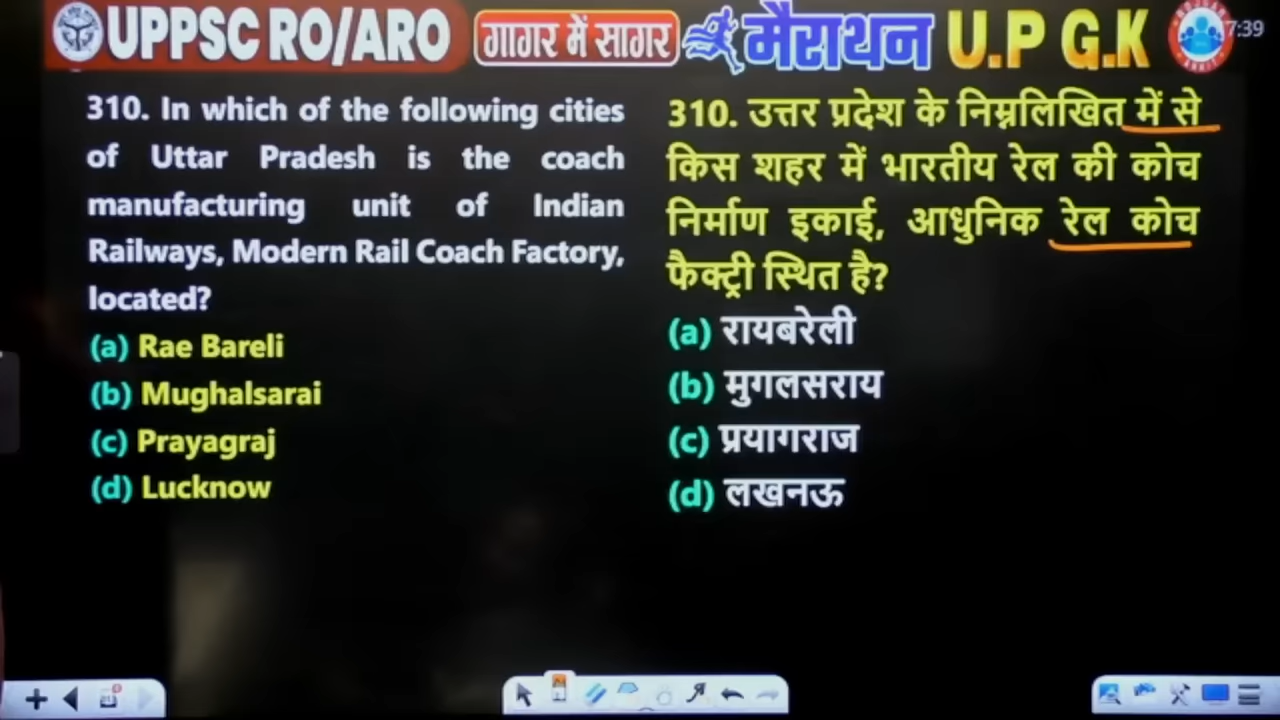 UPPSC RO/ARO गागर में सागर मैराथन U.P G.K
7:39
310. In which of the following cities
of Uttar Pradesh is the coach
manufacturing unit of Indian
Railways, Modern Rail Coach Factory,
located?
(a) Rae Bareli
(b) Mughalsarai
(c) Prayagraj
(d) Lucknow
310. उत्तर प्रदेश के निम्नलिखित में से
किस शहर में भारतीय रेल की कोच
निर्माण इकाई, आधुनिक रेल कोच
फैक्ट्री स्थित है?
(a) रायबरेली
(b) मुगलसराय
(c) प्रयागराज
(d) लखनऊ